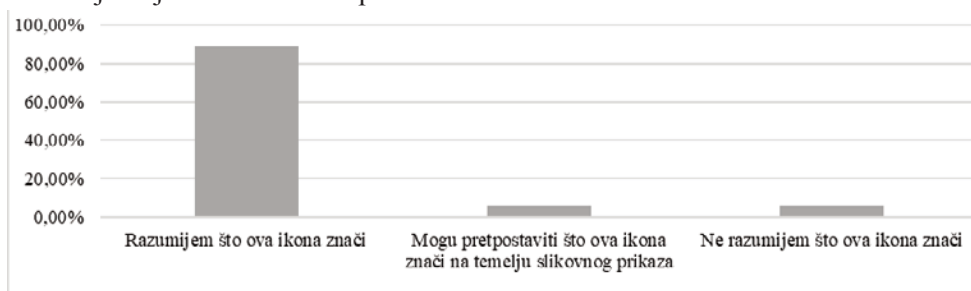 100,00%
80,00%
60,00%
40,00%
20,00%
0,00%
Razumijem što ova ikona znači
Mogu pretpostaviti što ova ikona
znači na temelju slikovnog prikaza
Ne razumijem što ova ikona znači